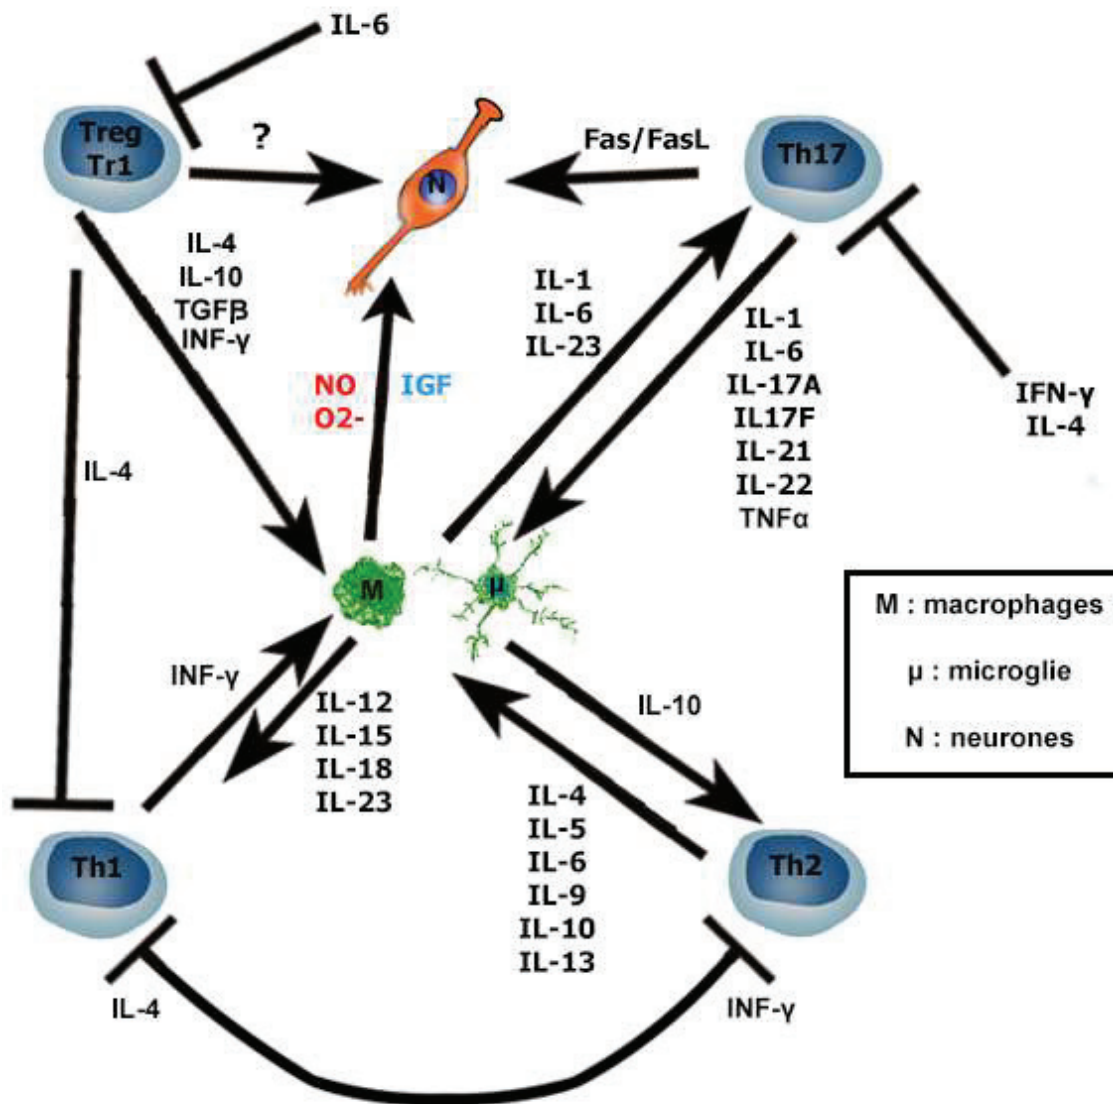 IL-6
Treg
Tr1
?
N
Fas/FasL
Th17
IL-4
IL-10
TGFβ
INF-γ
IL-1
IL-6
IL-23
IL-1
IL-6
IL-17A
IL17F
IL-21
IL-22
TNFα
IFN-γ
IL-4
NO
O2-
IGF
IL-4
M
μ
M : macrophages
μ : microglie
N : neurones
INF-γ
IL-12
IL-15
IL-18
IL-23
IL-10
IL-4
IL-5
IL-6
IL-9
IL-10
IL-13
Th1
Th2
IL-4
INF-γ